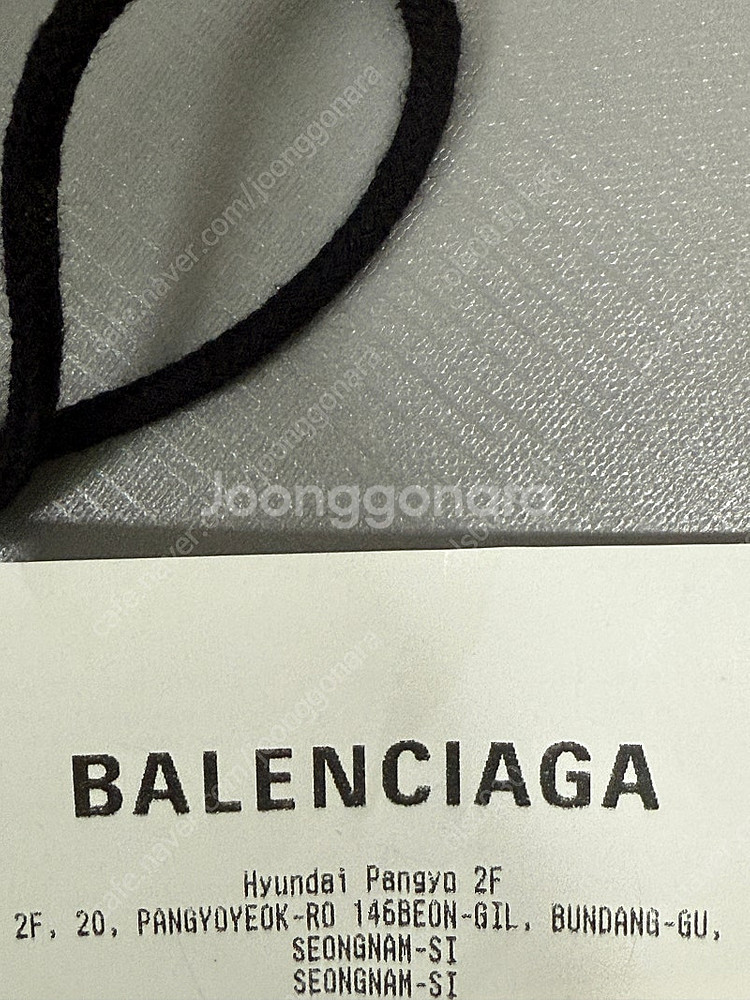 Joonggonara
BALENCIAGA
Hyundai Pangyo 2F
2F, 20, PANGYOYEOK-RO 146BEON-GIL, BUNDANG-GU,
SEONGNAM-SI
SEONGNAM-SI